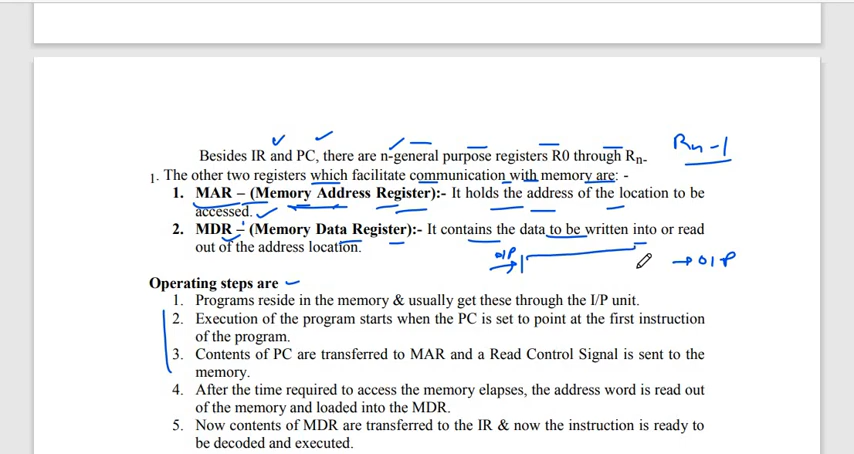 Rn-1
Besides IR and PC, there are n-general purpose registers R0 through Rn-
1. The other two registers which facilitate communication with memory are: -
1. MAR – (Memory Address Register):- It holds the address of the location to be
accessed.
2. MDR – (Memory Data Register):- It contains the data to be written into or read
out of the address location.
→ O/P
Operating steps are
1. Programs reside in the memory & usually get these through the I/P unit.
2. Execution of the program starts when the PC is set to point at the first instruction
of the program.
3. Contents of PC are transferred to MAR and a Read Control Signal is sent to the
memory.
4. After the time required to access the memory elapses, the address word is read out
of the memory and loaded into the MDR.
5. Now contents of MDR are transferred to the IR & now the instruction is ready to
be decoded and executed.